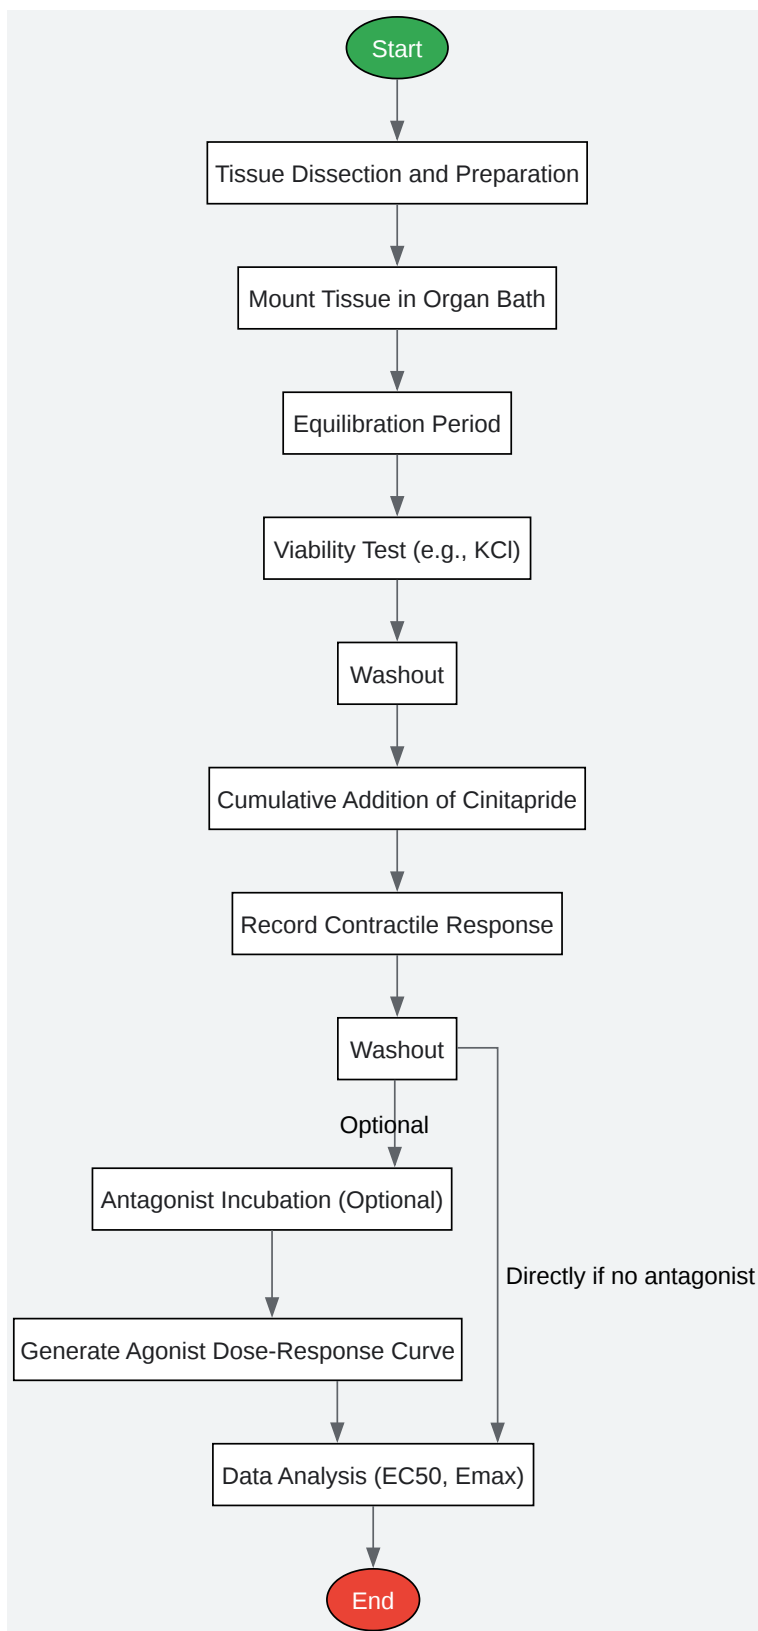 Start
Tissue Dissection and Preparation
Mount Tissue in Organ Bath
Equilibration Period
Viability Test (e.g., KCl)
Washout
Cumulative Addition of Cinitapride
Record Contractile Response
Washout
Optional
Antagonist Incubation (Optional)
Directly if no antagonist
Generate Agonist Dose-Response Curve
Data Analysis (EC50, Emax)
End